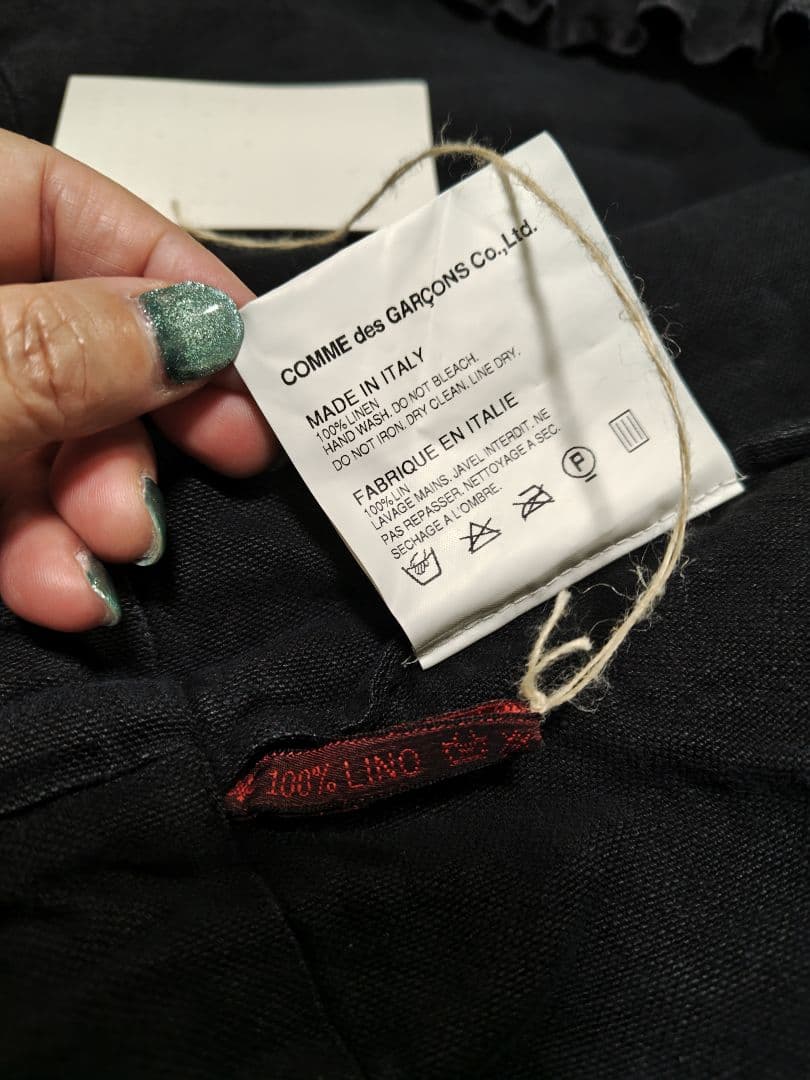 COMME des GARÇONS Co.,Ltd.
MADE IN ITALY
100% LINEN
HAND WASH. DO NOT BLEACH.
DO NOT IRON. DRY CLEAN. LINE DRY.
FABRIQUE EN ITALIE
100% LIN
LAVAGE MAINS. JAVEL INTERDIT. NE
PAS REPASSER. NETTOYAGE A SEC.
SECHAGE A L'OMBRE.
P
100% LINO